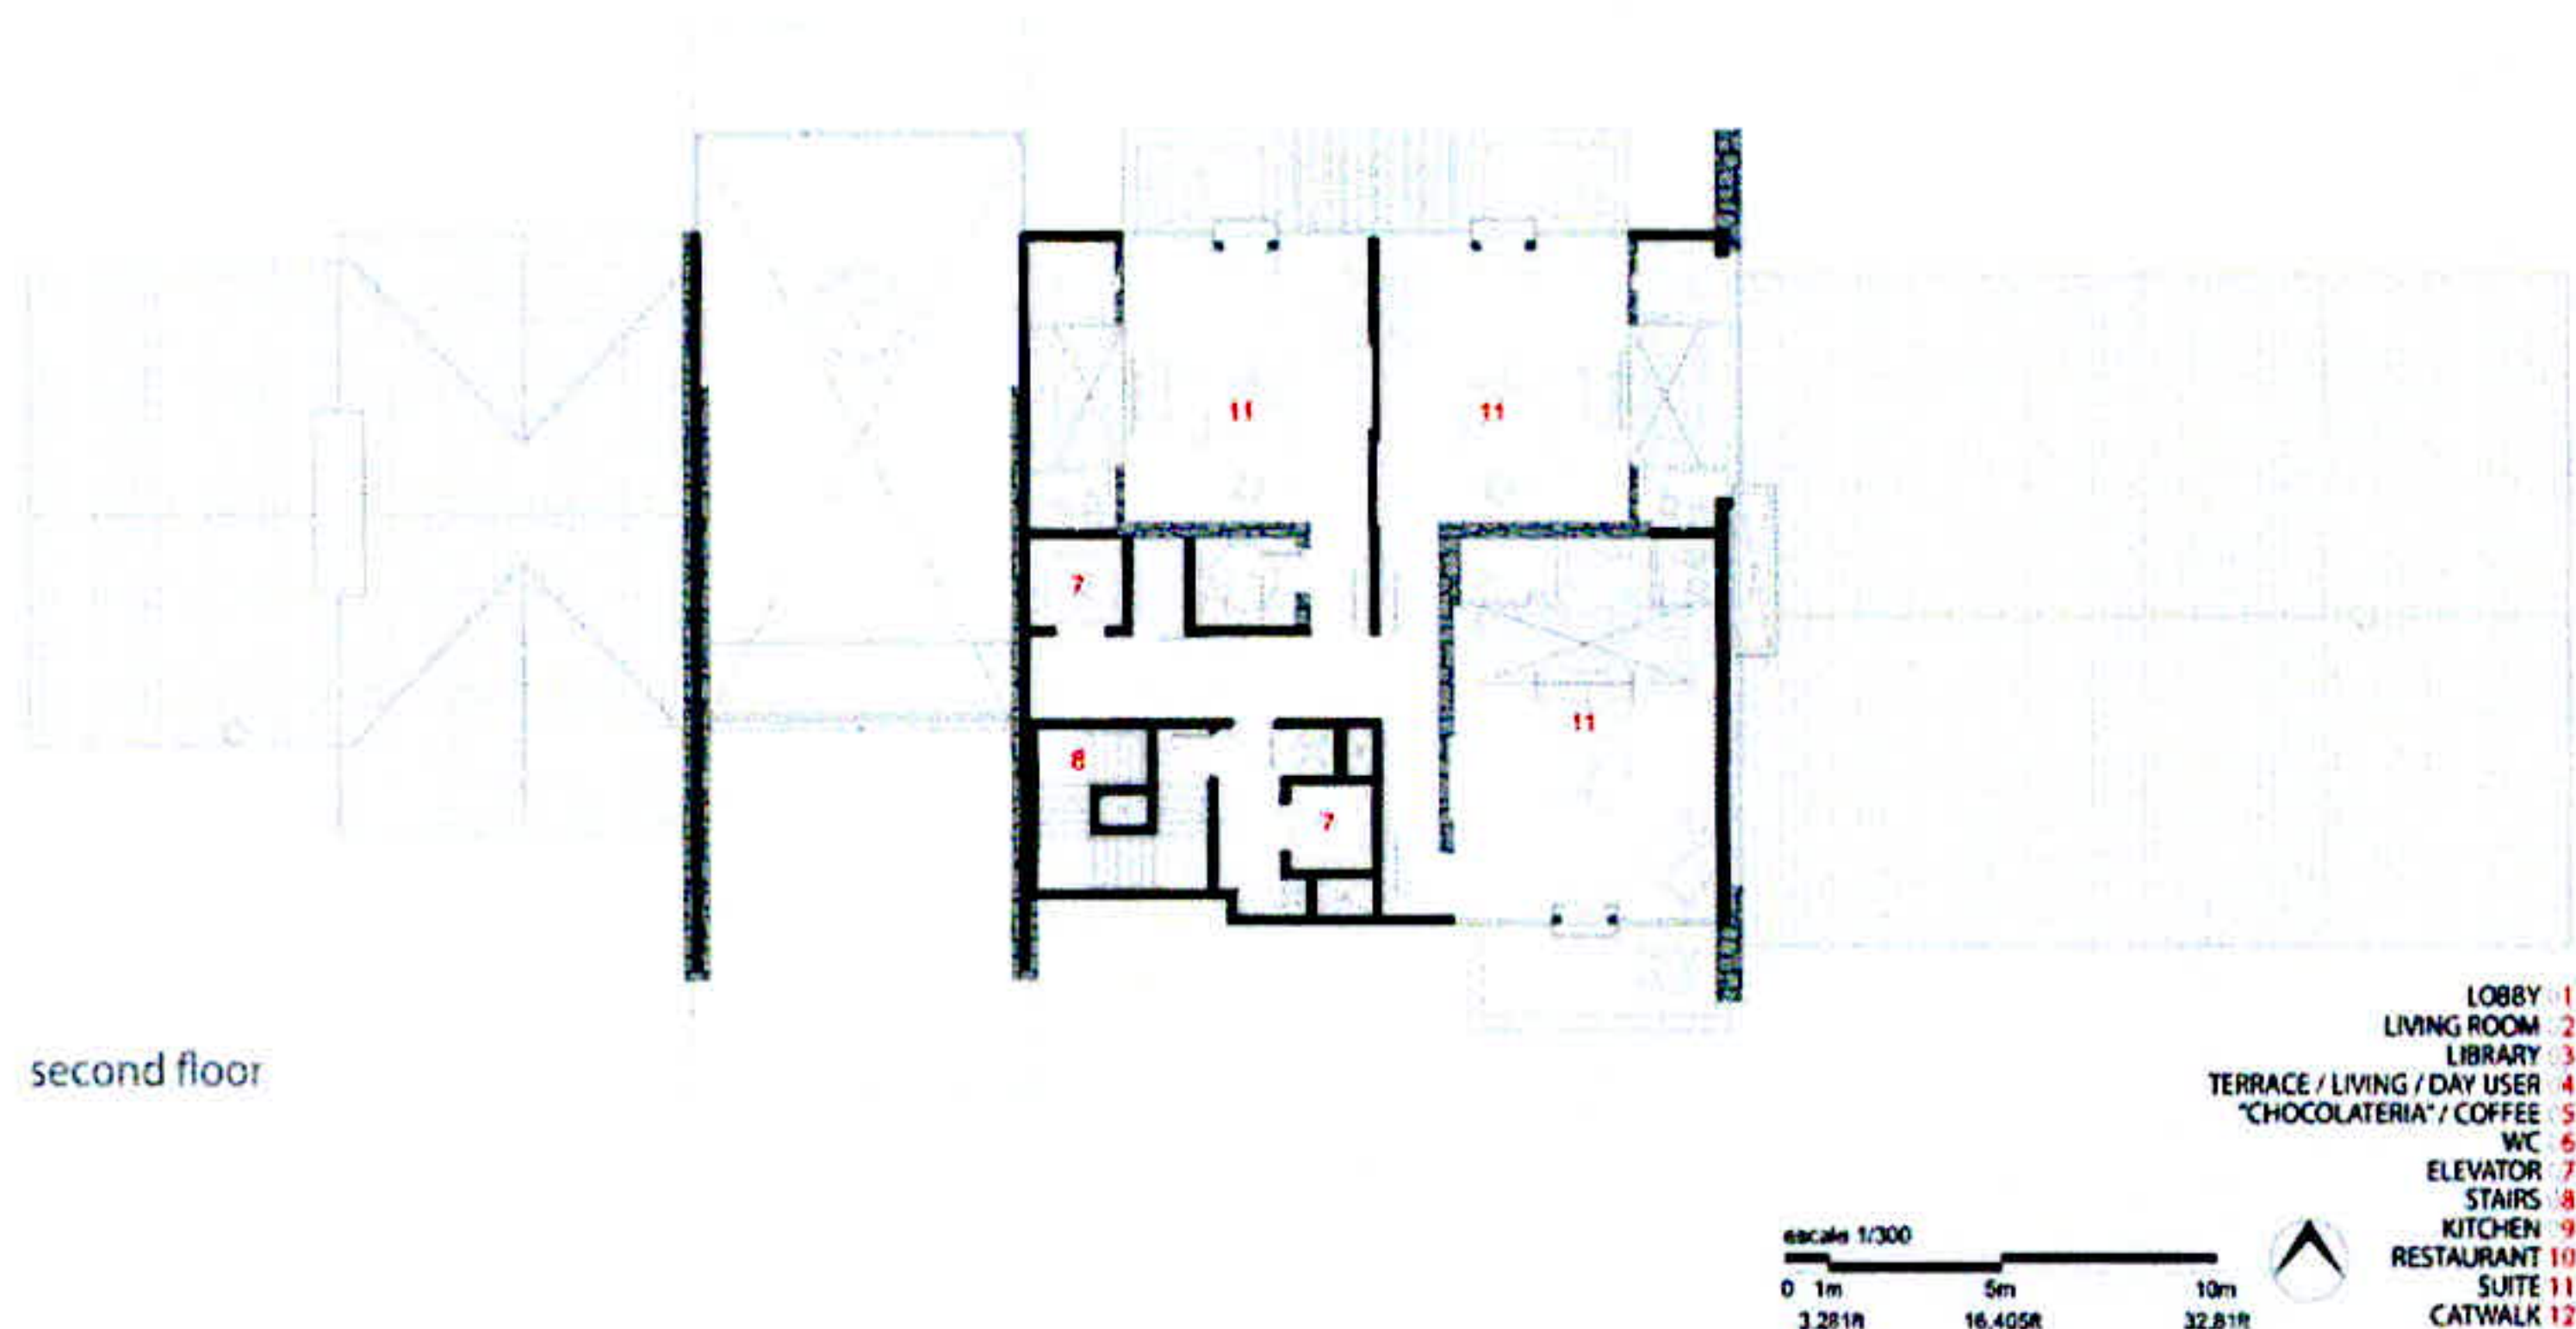 11 11
7
11
8
7
second floor
LOBBY 1
LIVING ROOM 2
LIBRARY 3
TERRACE / LIVING / DAY USER 4
"CHOCOLATERIA" / COFFEE 5
WC 6
ELEVATOR 7
STAIRS 8
KITCHEN 9
RESTAURANT 10
SUITE 11
CATWALK 12
escale 1/300
0 1m 5m 10m
3.281ft 16.405ft 32.81ft